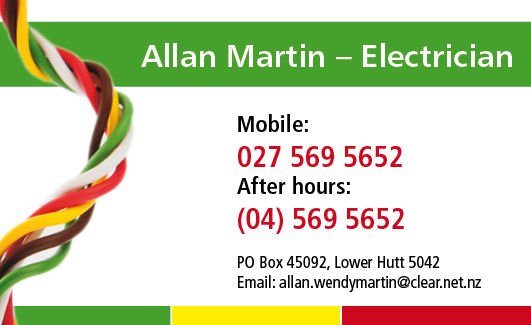 Allan Martin – Electrician
Mobile:
027 569 5652
After hours:
(04) 569 5652
PO Box 45092, Lower Hutt 5042
Email: allan.wendymartin@clear.net.nz